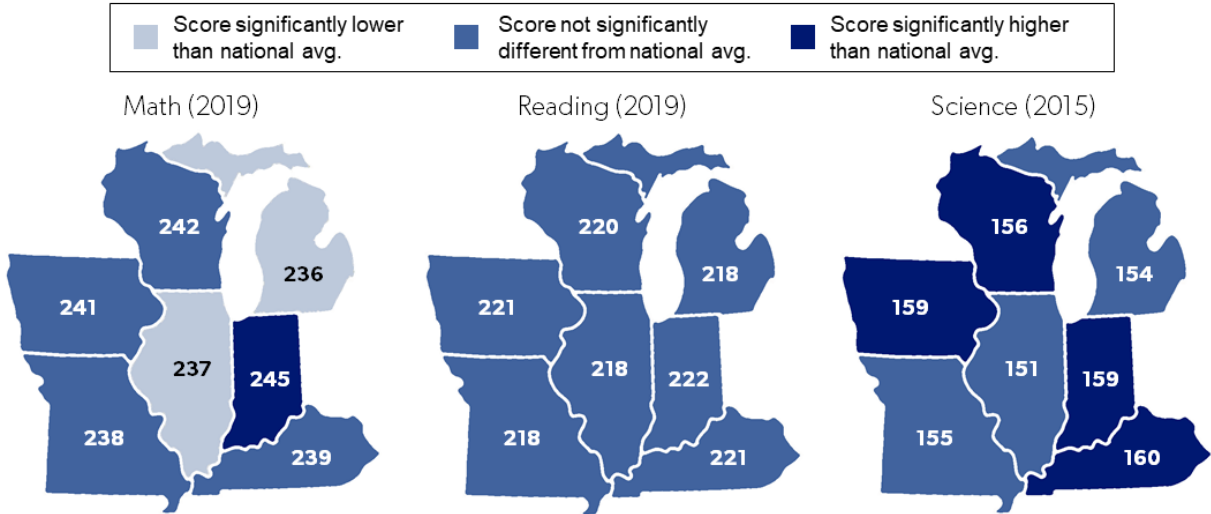 Score significantly lower
than national avg.
Score not significantly
different from national avg.
Score significantly higher
than national avg.
Math (2019)
Reading (2019)
Science (2015)
242
236
241
237
245
238
239
220
218
221
218
222
218
221
156
154
159
151
159
155
160